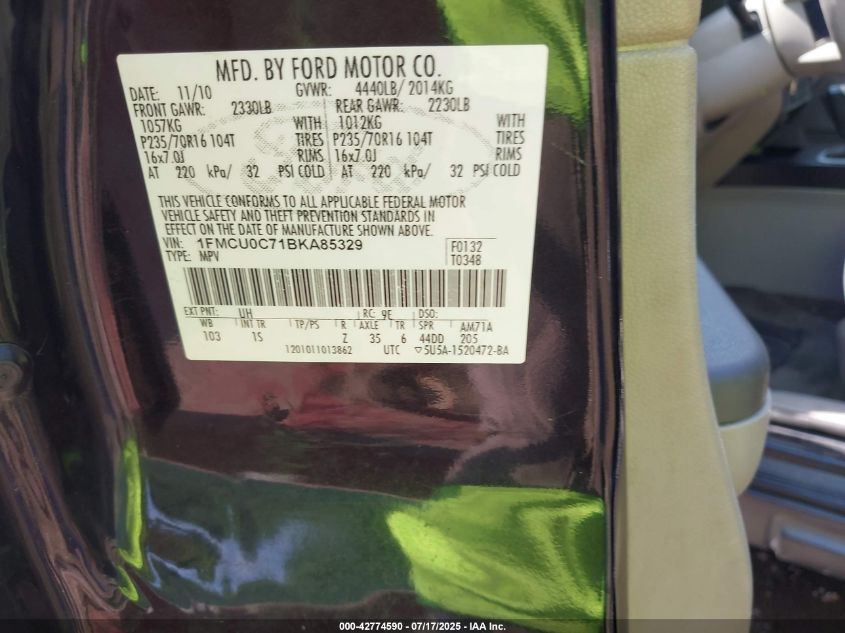 MFD. BY FORD MOTOR CO.
DATE: 11/10 GVWR: 4440LB/ 2014KG
FRONT GAWR: 2330LB REAR GAWR: 2230LB
1057KG WITH 1012KG WITH
P235/70R16 104T TIRES P235/70R16 104T TIRES
16x7.0J RIMS 16x7.0J RIMS
AT 220 kPa/ 32 PSI COLD AT 220 kPa/ 32 PSI COLD
THIS VEHICLE CONFORMS TO ALL APPLICABLE FEDERAL MOTOR
VEHICLE SAFETY AND THEFT PREVENTION STANDARDS IN
EFFECT ON THE DATE OF MANUFACTURE SHOWN ABOVE.
VIN: 1FMCU0C71BKA85329 F0132
TYPE: MPV T0348
EXT PNT: UH RC: 9E DSO:
WB INT TR TP/PS R AXLE TR SPR AM71A
103 1S Z 35 6 44DD 205
1201011013862 UTC ▽5U5A-1520472-BA
000-42774590 - 07/17/2025 - IAA Inc.